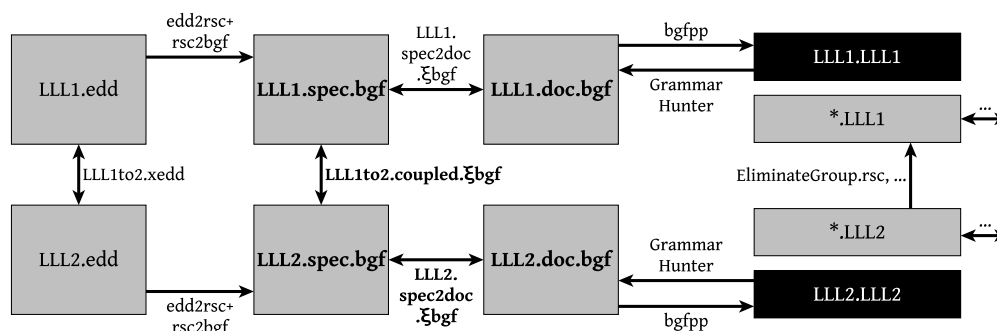 edd2rsc+
rsc2bgf
LLL1.
spec2doc
.ξbgf
bgfpp
LLL1.edd
LLL1.spec.bgf
LLL1.doc.bgf
LLL1.LLL1
Grammar
Hunter
*.LLL1
...
LLL1to2.xedd
LLL1to2.coupled.ξbgf
EliminateGroup.rsc, ...
*.LLL2
...
LLL2.edd
LLL2.spec.bgf
LLL2.doc.bgf
Grammar
Hunter
LLL2.LLL2
edd2rsc+
rsc2bgf
LLL2.
spec2doc
.ξbgf
bgfpp